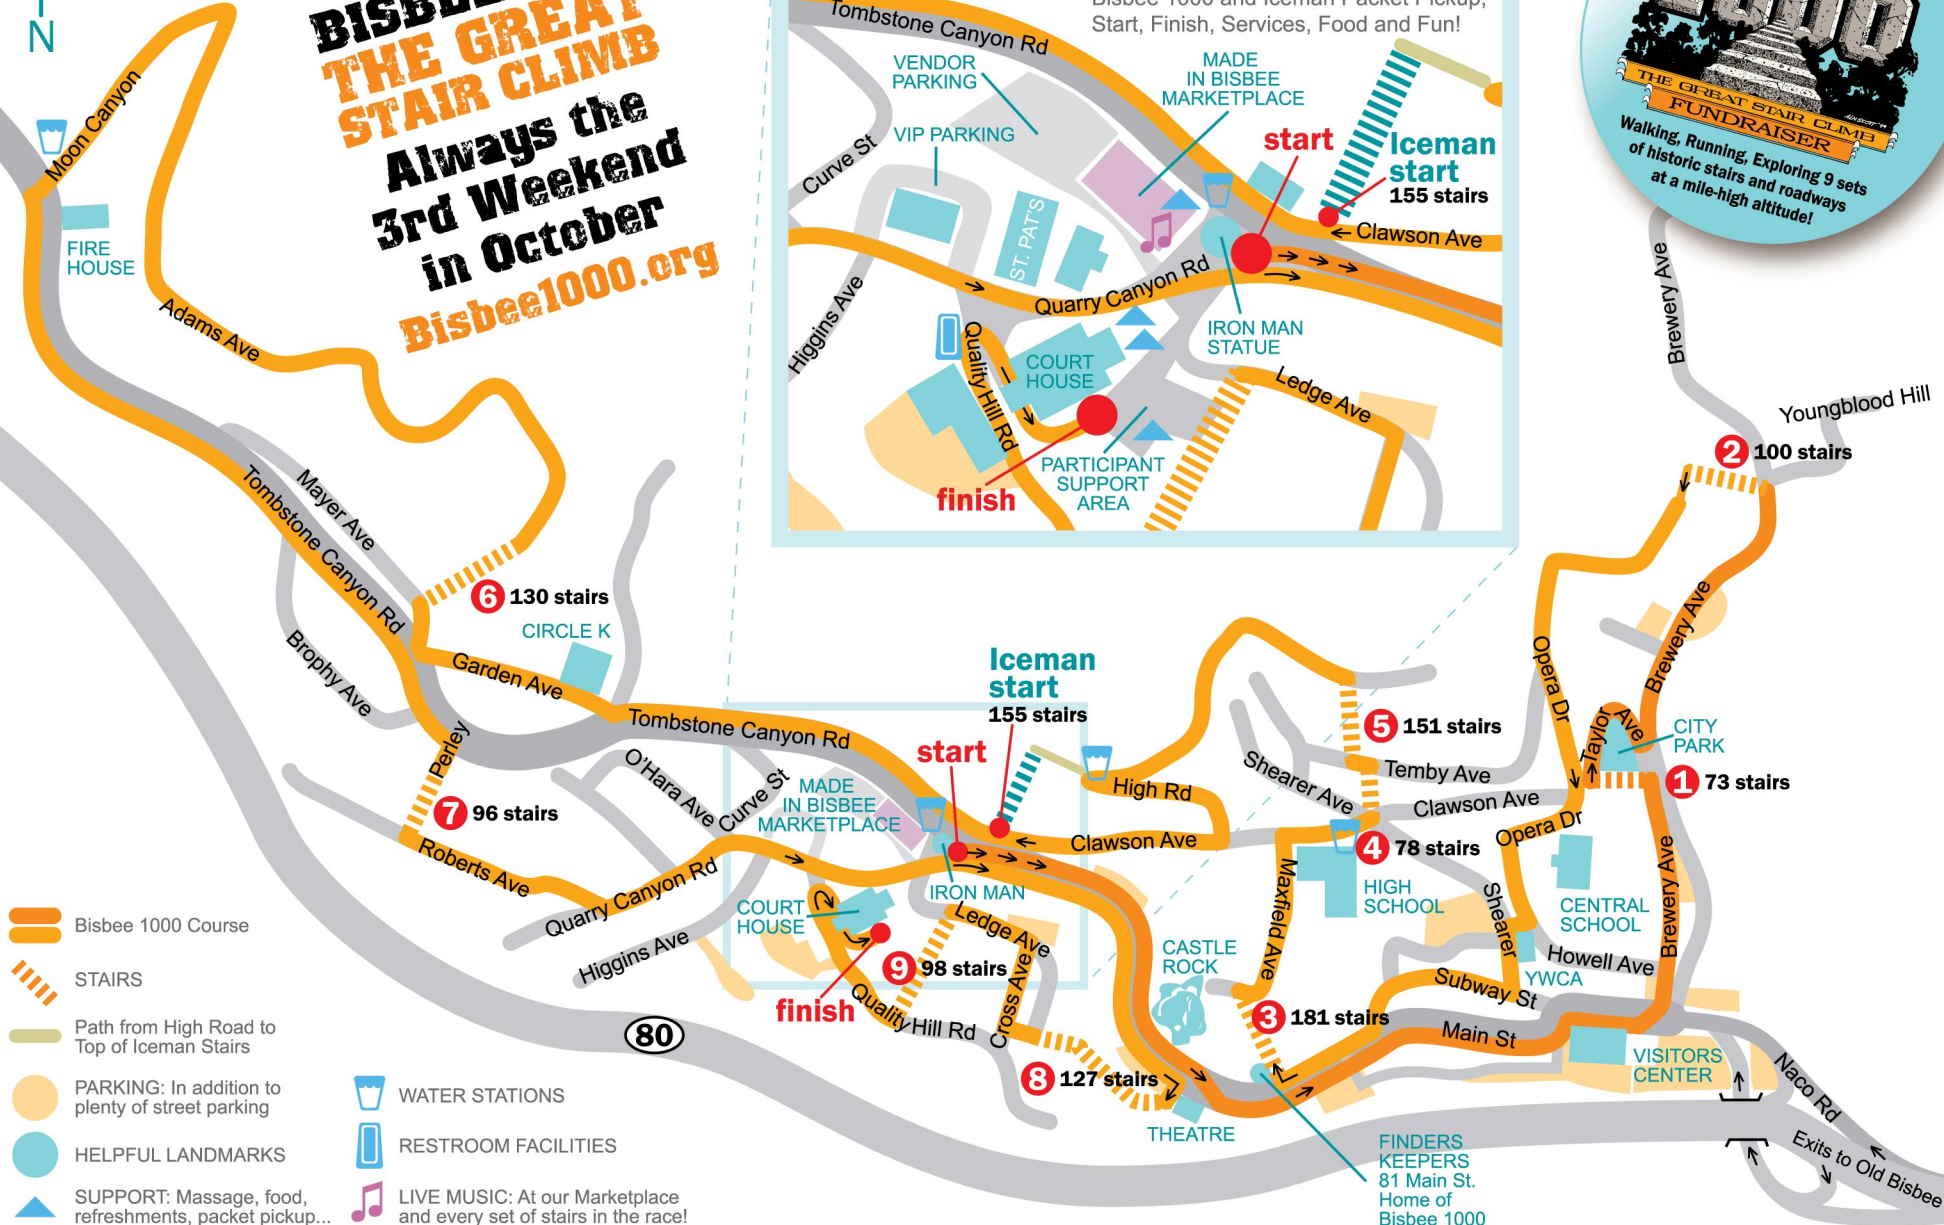 N
BISBEE
THE GREAT
STAIR CLIMB
Always the
3rd Weekend
in October
Bisbee1000.org
Moon Canyon
FIRE
HOUSE
Adams Ave
Mayer Ave
Tombstone Canyon Rd
Brophy Ave
6 130 stairs
CIRCLE K
Garden Ave
Perley
7 96 stairs
Roberts Ave
Bisbee 1000 and Iceman Packet Pickup,
Start, Finish, Services, Food and Fun!
Tombstone Canyon Rd
VENDOR
PARKING
MADE
IN BISBEE
MARKETPLACE
VIP PARKING
Curve St
start
Iceman
start
155 stairs
Clawson Ave
ST. PAT'S
Quarry Canyon Rd
Higgins Ave
IRON MAN
STATUE
Quality Hill Rd
COURT
HOUSE
Ledge Ave
PARTICIPANT
SUPPORT
AREA
finish
1000
THE GREAT STAIR CLIMB
FUNDRAISER
Walking, Running, Exploring 9 sets
of historic stairs and roadways
at a mile-high altitude!
Brewery Ave
Youngblood Hill
2 100 stairs
Brewery Ave
Opera Dr
Taylor Ave
CITY
PARK
1 73 stairs
Iceman
start
155 stairs
Tombstone Canyon Rd
start
O'Hara Ave
Curve St
MADE
IN BISBEE
MARKETPLACE
High Rd
Clawson Ave
5 151 stairs
Shearer Ave
Temby Ave
Clawson Ave
Opera Dr
4 78 stairs
HIGH
SCHOOL
Maxfield Ave
Shearer
CENTRAL
SCHOOL
Brewery Ave
Howell Ave
YWCA
Subway St
Main St
Quarry Canyon Rd
Higgins Ave
COURT
HOUSE
IRON MAN
Ledge Ave
9 98 stairs
Cross Ave
finish
Quality Hill Rd
CASTLE
ROCK
3 181 stairs
8 127 stairs
THEATRE
80
VISITORS
CENTER
Naco Rd
Exits to Old Bisbee
FINDERS
KEEPERS
81 Main St.
Home of
Bisbee 1000
Bisbee 1000 Course
STAIRS
Path from High Road to
Top of Iceman Stairs
PARKING: In addition to
plenty of street parking
HELPFUL LANDMARKS
SUPPORT: Massage, food,
refreshments, packet pickup...
WATER STATIONS
RESTROOM FACILITIES
LIVE MUSIC: At our Marketplace
and every set of stairs in the race!